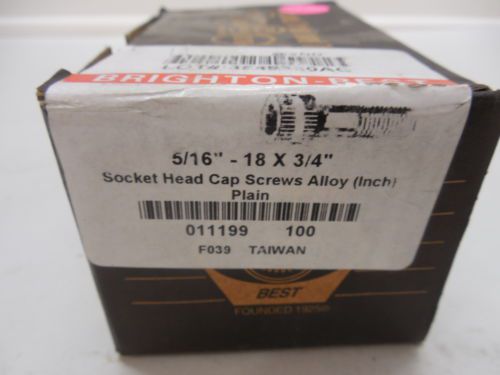 BRIGHTON-BEST
5/16" - 18 X 3/4"
Socket Head Cap Screws Alloy (Inch)
Plain
011199 100
F039 TAIWAN
BEST
FOUNDED 1925